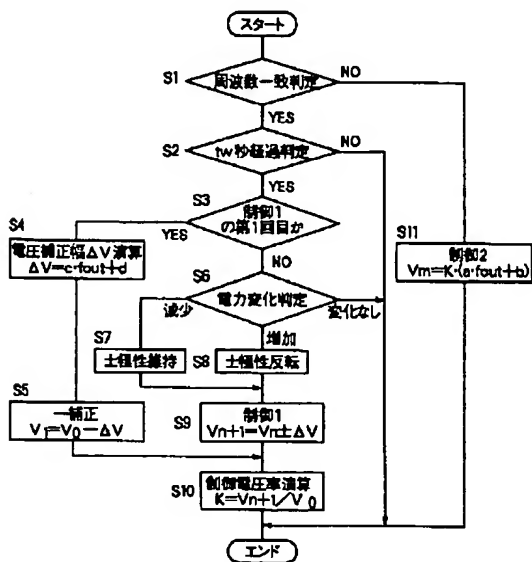 スタート
S1
周波数一致判定
NO
YES
S2
tw秒経過判定
NO
YES
S3
制御1
の第1回目か
YES
NO
S4
電圧補正幅ΔV演算
ΔV=c·fout+d
S11
制御2
Vm=K·(a·fout+b)
S6
電力変化判定
減少
増加
変化なし
S7
±極性維持
S8
±極性反転
S5
−補正
V1=V0−ΔV
S9
制御1
Vn+1=Vn±ΔV
S10
制御電圧率演算
K=Vn+1/V0
エンド